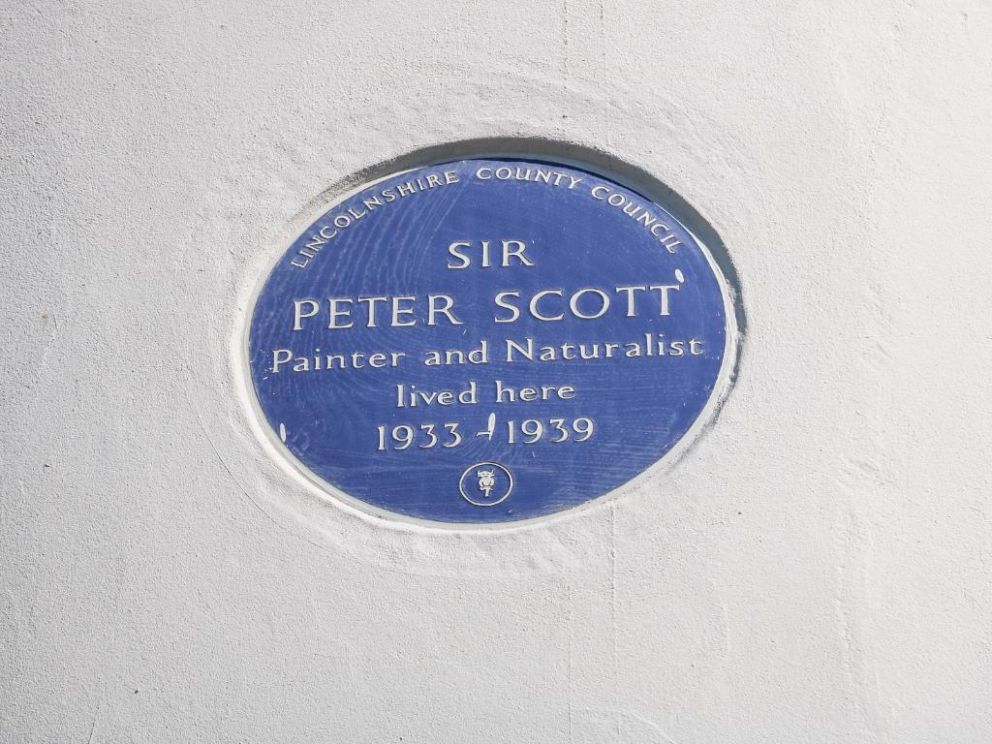 LINCOLNSHIRE COUNTY COUNCIL
SIR
PETER SCOTT
Painter and Naturalist
lived here
1933 - 1939